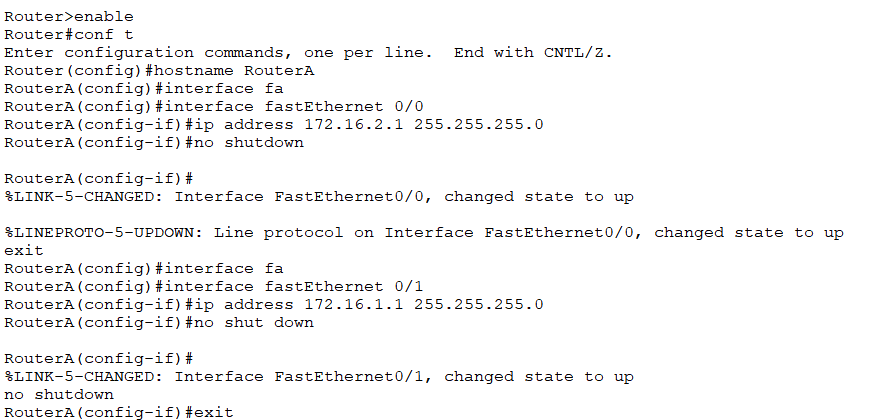 Router>enable
Router#conf t
Enter configuration commands, one per line.  End with CNTL/Z.
Router(config)#hostname RouterA
RouterA(config)#interface fa
RouterA(config)#interface fastEthernet 0/0
RouterA(config-if)#ip address 172.16.2.1 255.255.255.0
RouterA(config-if)#no shutdown
RouterA(config-if)#
%LINK-5-CHANGED: Interface FastEthernet0/0, changed state to up
%LINEPROTO-5-UPDOWN: Line protocol on Interface FastEthernet0/0, changed state to up
exit
RouterA(config)#interface fa
RouterA(config)#interface fastEthernet 0/1
RouterA(config-if)#ip address 172.16.1.1 255.255.255.0
RouterA(config-if)#no shut down
RouterA(config-if)#
%LINK-5-CHANGED: Interface FastEthernet0/1, changed state to up
no shutdown
RouterA(config-if)#exit